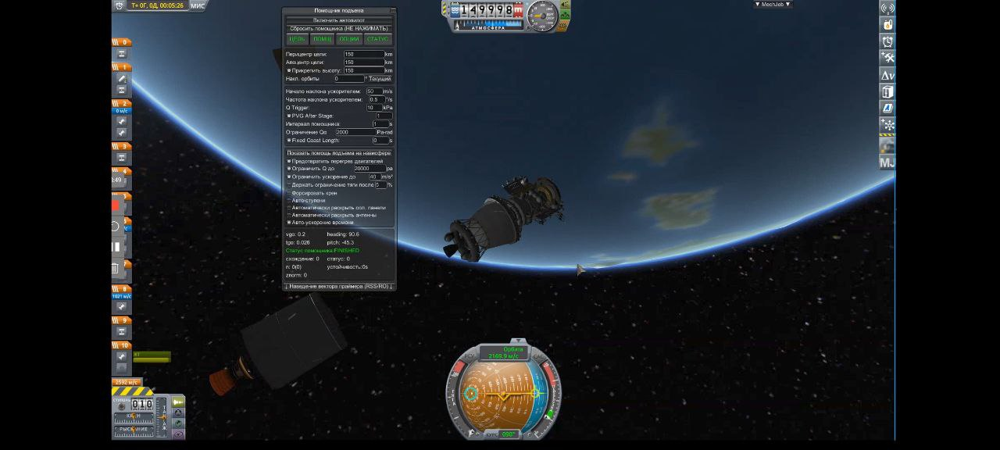 T+ 0Г, 0Д, 00:05:26
МИС
Помощник подъема
Включить автопилот
Сбросить помощника (НЕ НАЖИМАТЬ)
ЦЕЛЬ ПОМЩ ОПЦИИ СТАТУС
Перицентр цели: 150 km
Апоцентр цели: 150 km
Прикрепить высоту: 150 km
Накл. орбиты 0 ° Текущий
Начало наклона ускорителем: 50 m/s
Частота наклона ускорителем: 0.5 °/s
Q Trigger: 10 kPa
PVG After Stage: 1
Интервал помощника: 1 s
Ограничение Qα 2000 Pa-rad
Fixed Coast Length: 0 s
Показать помощь подъема на нависфере
Предотвратить перегрев двигателей
Ограничить Q до 20000 pa
Ограничить ускорение до 40 m/s²
Держать ограничение тяги после 5 %
Форсировать крен
Авто-ступени
Автоматически раскрыть сол. панели
Автоматически раскрыть антенны
Авто-ускорение времени
vgo: 0.2 heading: 90.6
tgo: 0.026 pitch: -45.3
Статус помощника:FINISHED
схождение: 0 статус: 0
n: 0(0) устойчивость:0s
znorm: 0
↓ Наведение вектора праймера (RSS/RO) ↓
149998m
АТМОСФЕРА
▼ MechJeb ▼
Δv
MJ
0
1
2
0 м/с
3
4
3:49
8
1021 м/с
9
10
ЖТ
2592 м/с
СТУПЕНЬ
010
КРЕН
РЫСКАНИЕ
ТАНГАЖ
Орбита
2169.9 м/с
РСУ
САС
КУРС 090°